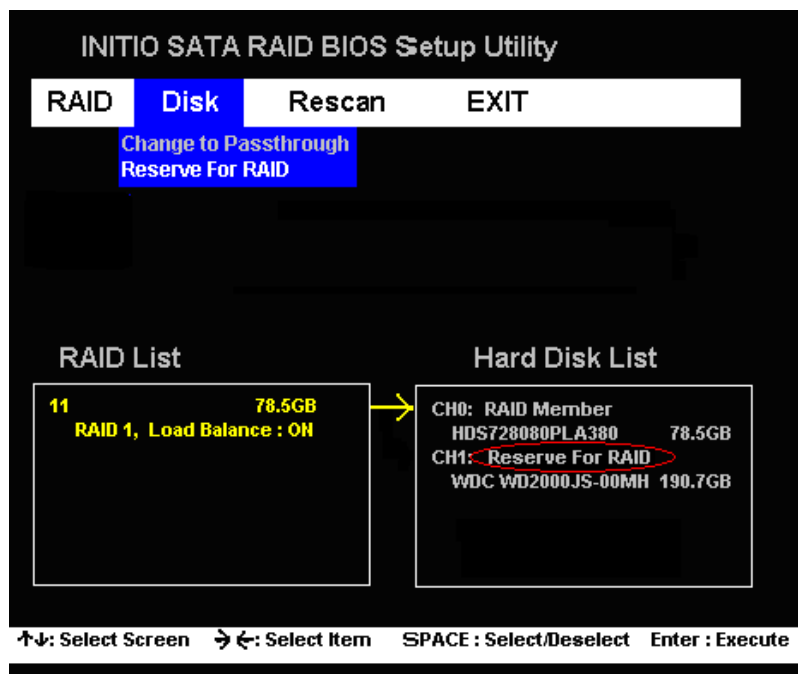 INITIO SATA RAID BIOS Setup Utility
RAID Disk Rescan EXIT
Change to Passthrough
Reserve For RAID
RAID List
11 78.5GB
RAID 1, Load Balance : ON
Hard Disk List
CH0: RAID Member
HDS728080PLA380 78.5GB
CH1: Reserve For RAID
WDC WD2000JS-00MH 190.7GB
↑↓: Select Screen →←: Select Item SPACE : Select/Deselect Enter : Execute